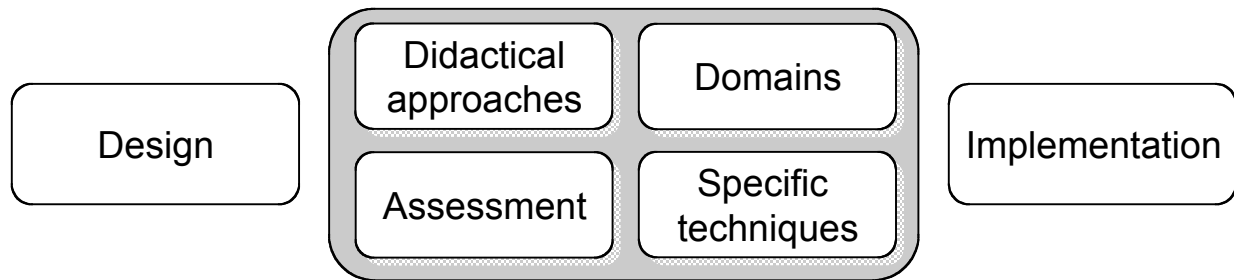 Design
Didactical
approaches
Domains
Assessment
Specific
techniques
Implementation